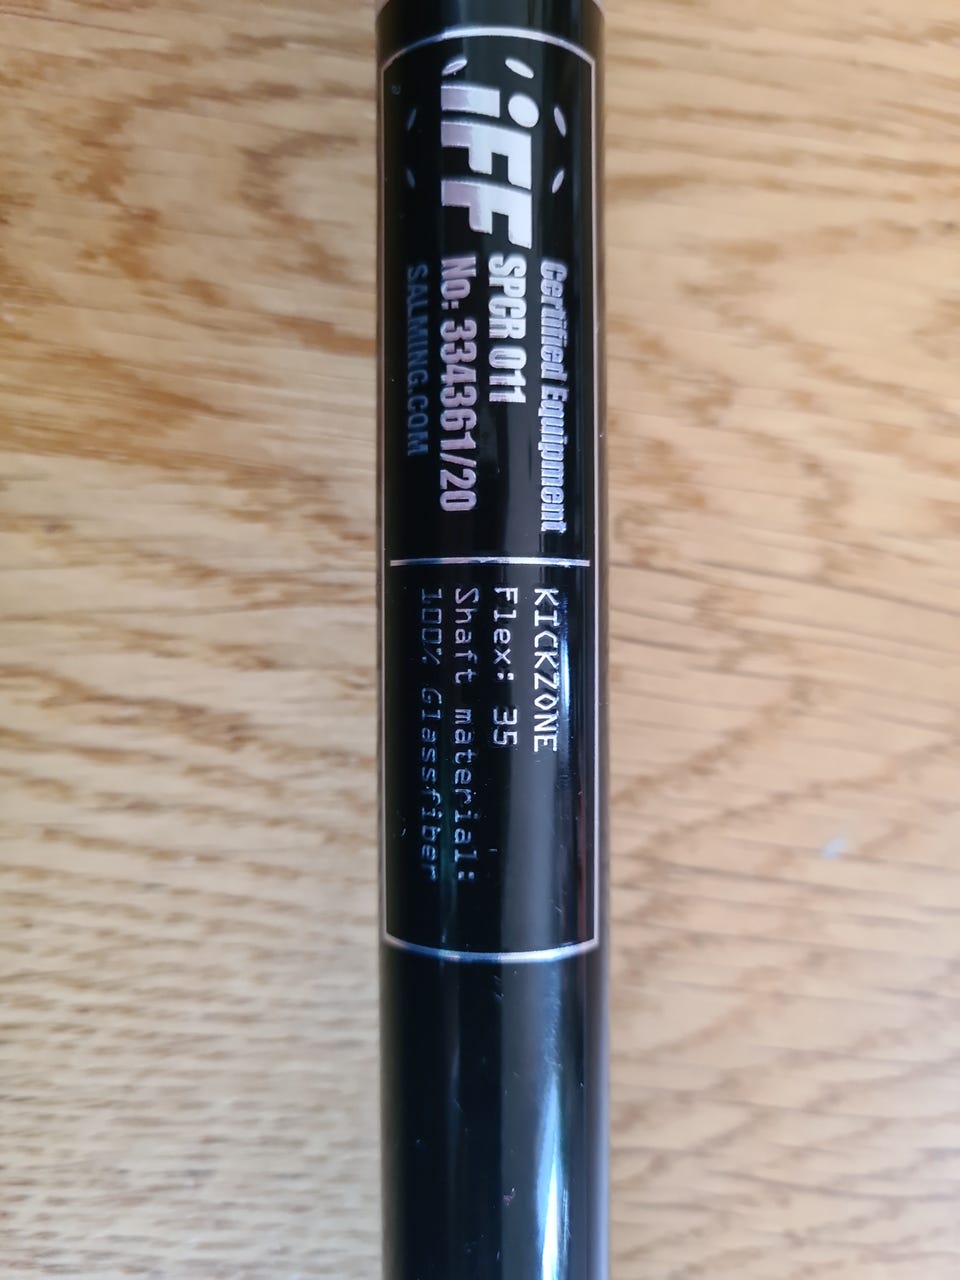 iFF
Certified Equipment
SPCR 011
No: 334361/20
SALMING.COM
KICKZONE
Flex: 35
Shaft material:
100% Glassfiber